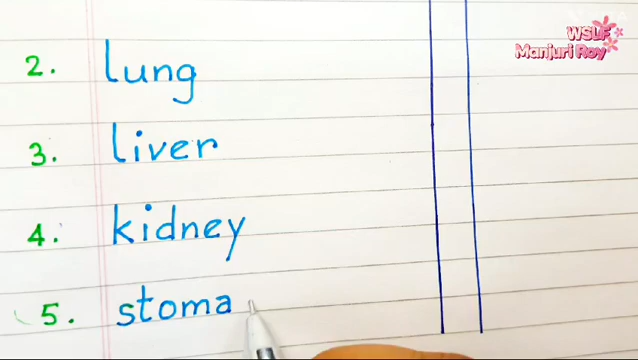 WSLF
Manjuri Roy
2. lung
3. liver
4. kidney
5. stoma